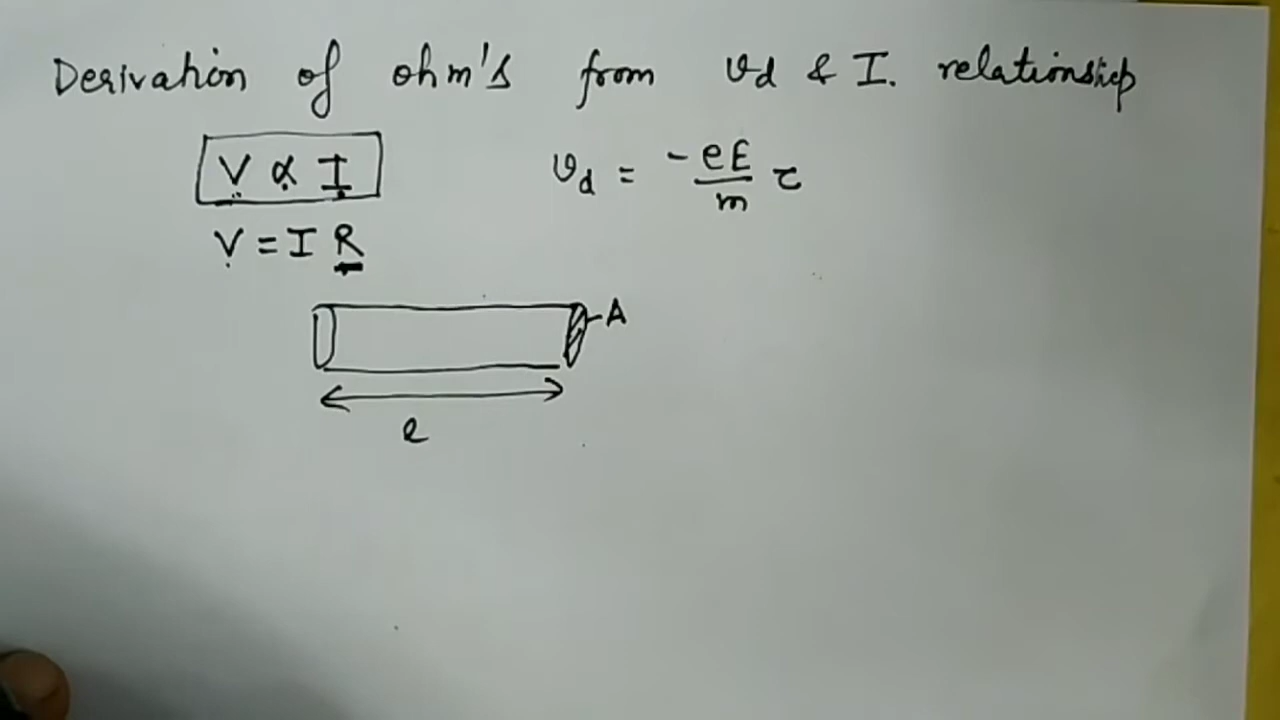 Derivation of ohm's from vd & I. relationship
V ∝ I
vd = -eE/m τ
V = I R
A
l